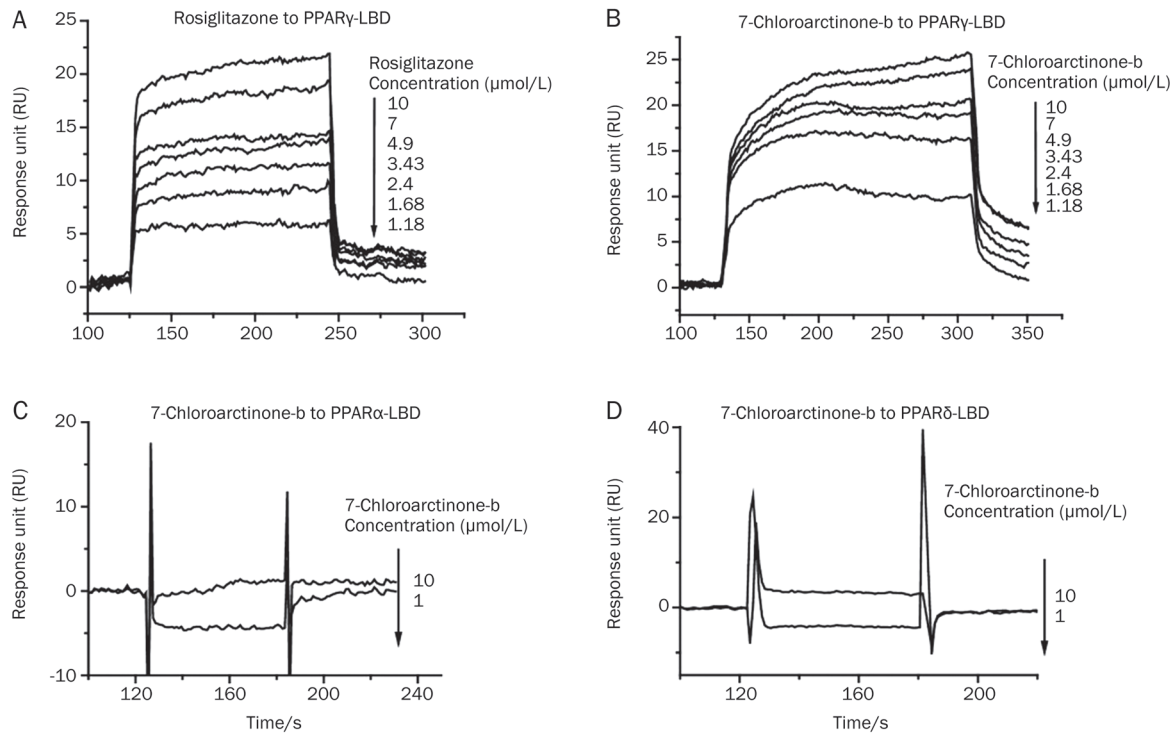 A
Rosiglitazone to PPARγ-LBD
Response unit (RU)
25
20
15
10
5
0
100
150
200
250
300
Rosiglitazone
Concentration (μmol/L)
10
7
4.9
3.43
2.4
1.68
1.18
B
7-Chloroarctinone-b to PPARγ-LBD
Response unit (RU)
25
20
15
10
5
0
100
150
200
250
300
350
7-Chloroarctinone-b
Concentration (μmol/L)
10
7
4.9
3.43
2.4
1.68
1.18
C
7-Chloroarctinone-b to PPARα-LBD
Response unit (RU)
20
10
0
-10
120
160
200
240
Time/s
7-Chloroarctinone-b
Concentration (μmol/L)
10
1
D
7-Chloroarctinone-b to PPARδ-LBD
Response unit (RU)
40
20
0
120
160
200
Time/s
7-Chloroarctinone-b
Concentration (μmol/L)
10
1